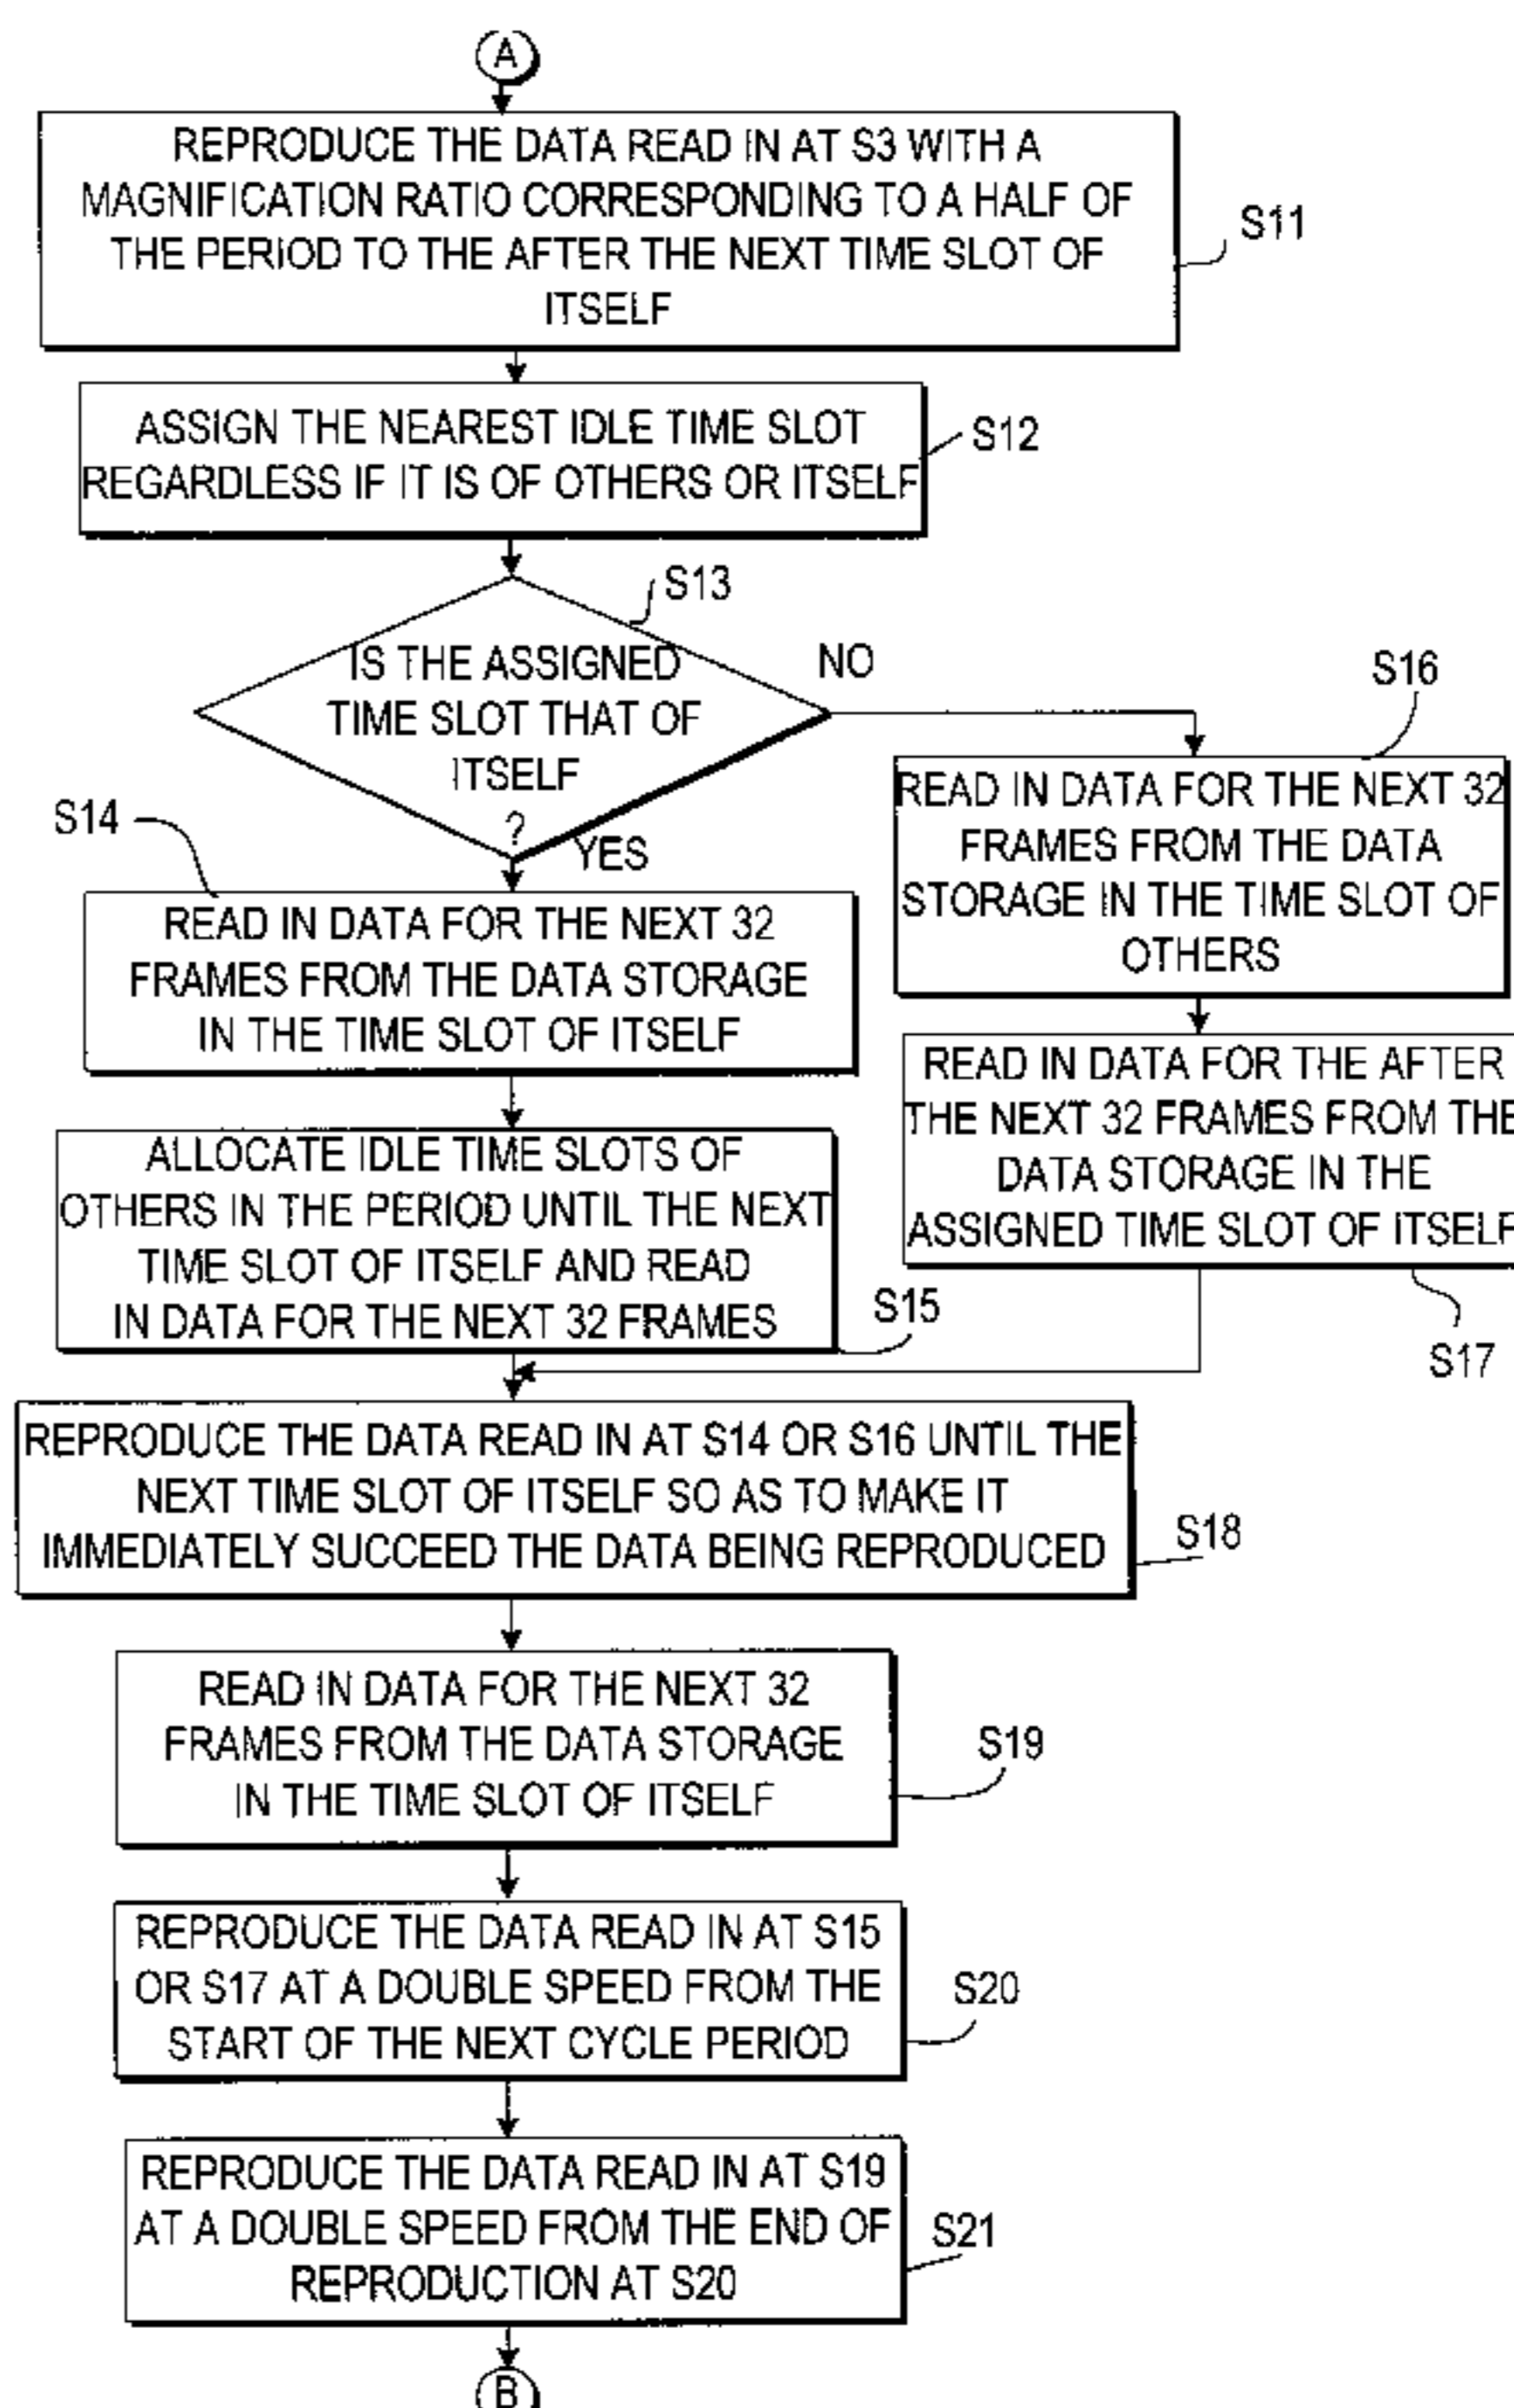 A
REPRODUCE THE DATA READ IN AT S3 WITH A
MAGNIFICATION RATIO CORRESPONDING TO A HALF OF
THE PERIOD TO THE AFTER THE NEXT TIME SLOT OF
ITSELF
S11
ASSIGN THE NEAREST IDLE TIME SLOT
REGARDLESS IF IT IS OF OTHERS OR ITSELF
S12
S13
IS THE ASSIGNED
TIME SLOT THAT OF
ITSELF
?
NO
YES
S16
READ IN DATA FOR THE NEXT 32
FRAMES FROM THE DATA
STORAGE IN THE TIME SLOT OF
OTHERS
S14
READ IN DATA FOR THE NEXT 32
FRAMES FROM THE DATA STORAGE
IN THE TIME SLOT OF ITSELF
READ IN DATA FOR THE AFTER
THE NEXT 32 FRAMES FROM THE
DATA STORAGE IN THE
ASSIGNED TIME SLOT OF ITSELF
S17
ALLOCATE IDLE TIME SLOTS OF
OTHERS IN THE PERIOD UNTIL THE NEXT
TIME SLOT OF ITSELF AND READ
IN DATA FOR THE NEXT 32 FRAMES
S15
REPRODUCE THE DATA READ IN AT S14 OR S16 UNTIL THE
NEXT TIME SLOT OF ITSELF SO AS TO MAKE IT
IMMEDIATELY SUCCEED THE DATA BEING REPRODUCED
S18
READ IN DATA FOR THE NEXT 32
FRAMES FROM THE DATA STORAGE
IN THE TIME SLOT OF ITSELF
S19
REPRODUCE THE DATA READ IN AT S15
OR S17 AT A DOUBLE SPEED FROM THE
START OF THE NEXT CYCLE PERIOD
S20
REPRODUCE THE DATA READ IN AT S19
AT A DOUBLE SPEED FROM THE END OF
REPRODUCTION AT S20
S21
B